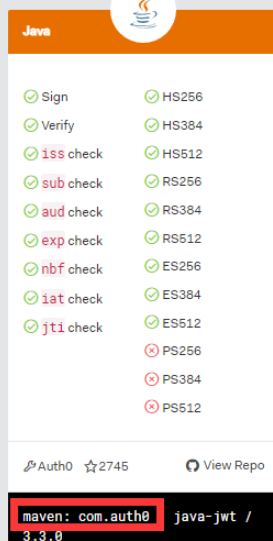 Java
Sign
Verify
iss check
sub check
aud check
exp check
nbf check
iat check
jti check
HS256
HS384
HS512
RS256
RS384
RS512
ES256
ES384
ES512
PS256
PS384
PS512
Auth0 2745 View Repo
maven: com.auth0 java-jwt /
3.3.0